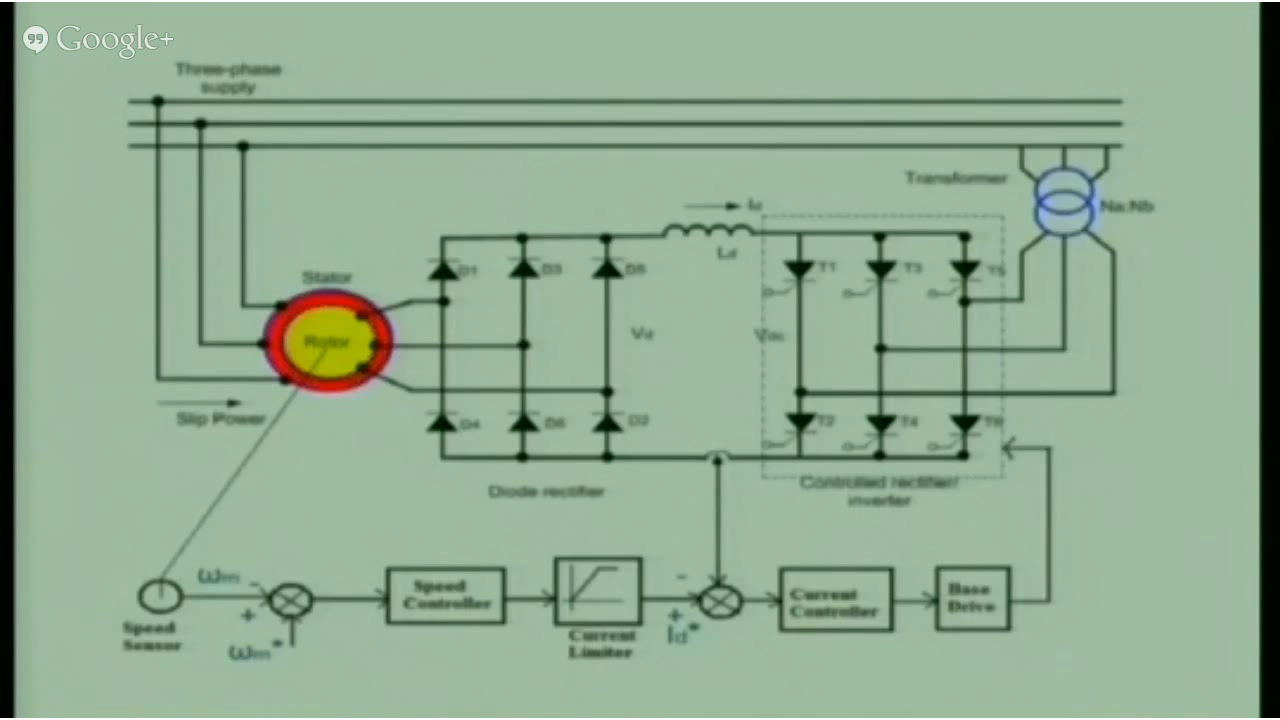 Google+
Three-phase
supply
Transformer
Na:Nb
Id
Ld
D1
D3
D5
T1
T3
T5
Stator
Rotor
Vd
Slip Power
D4
D6
D2
T2
T4
Diode rectifier
Controlled rectifier/
inverter
ωm
-
+
ωm*
Speed
Sensor
Speed
Controller
Current
Limiter
-
+
Id*
Current
Controller
Base
Drive